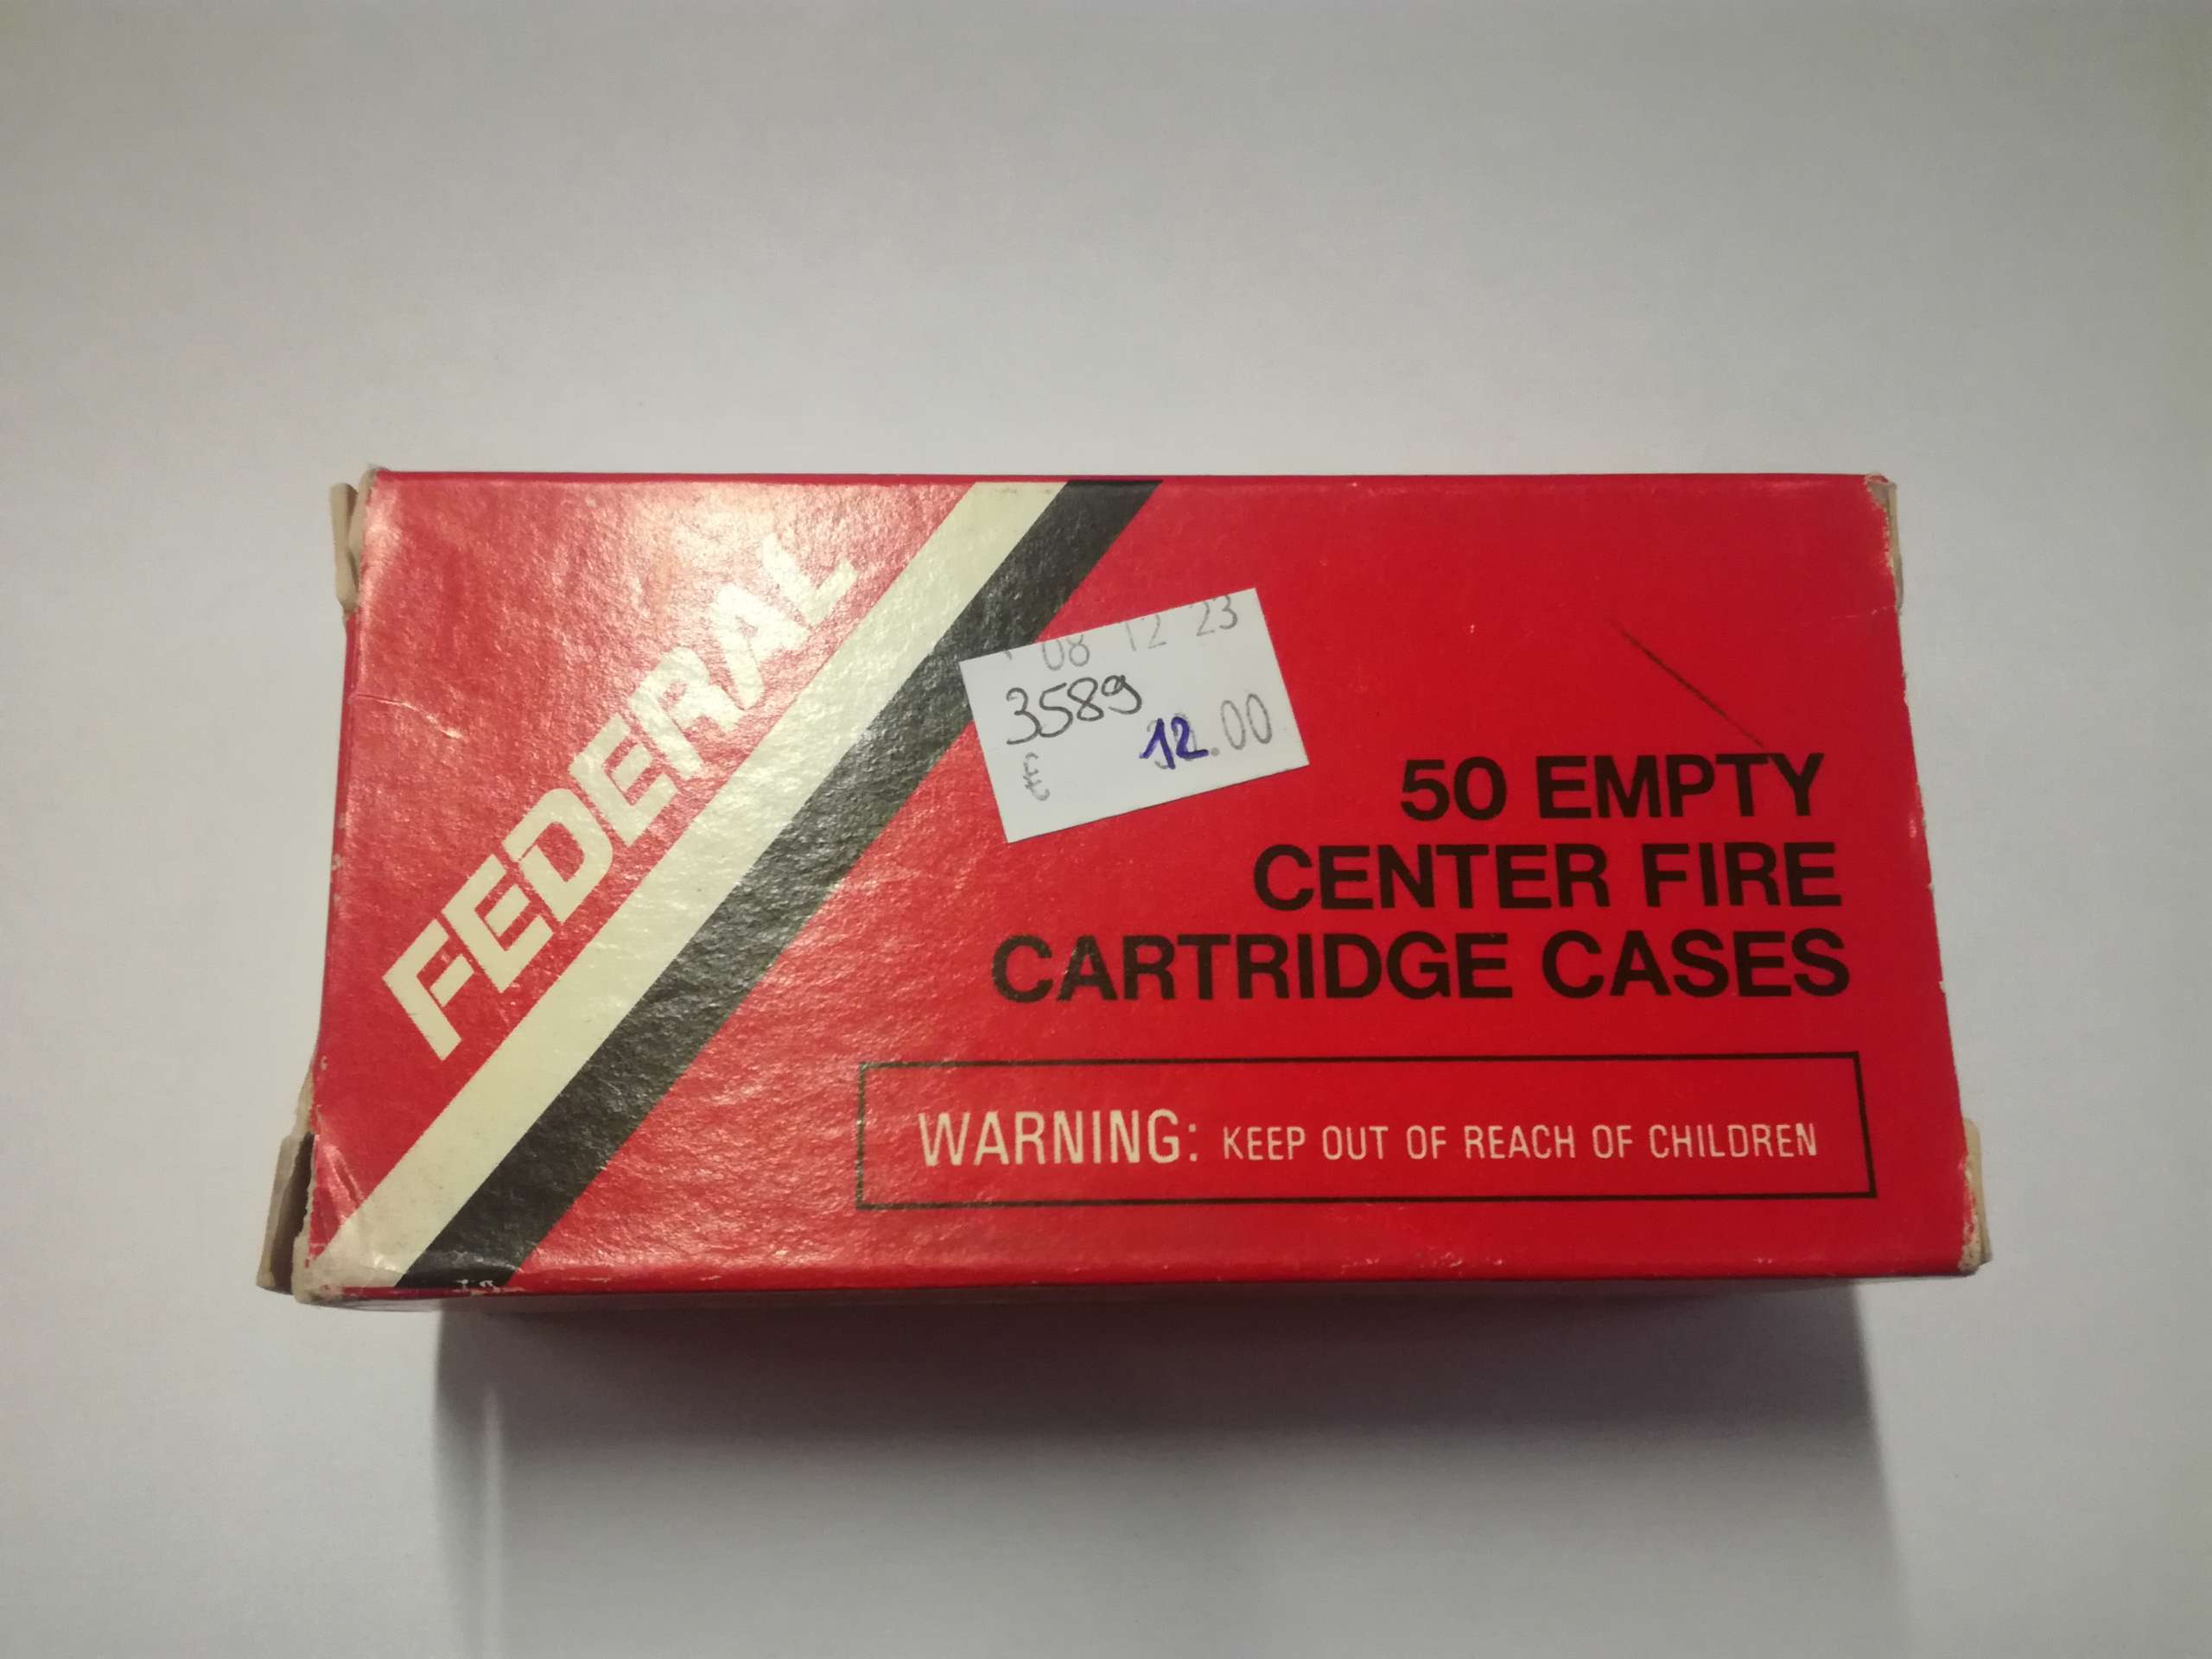 FEDERAL
08 12 23
3589
€ 12.00
50 EMPTY
CENTER FIRE
CARTRIDGE CASES
WARNING: KEEP OUT OF REACH OF CHILDREN